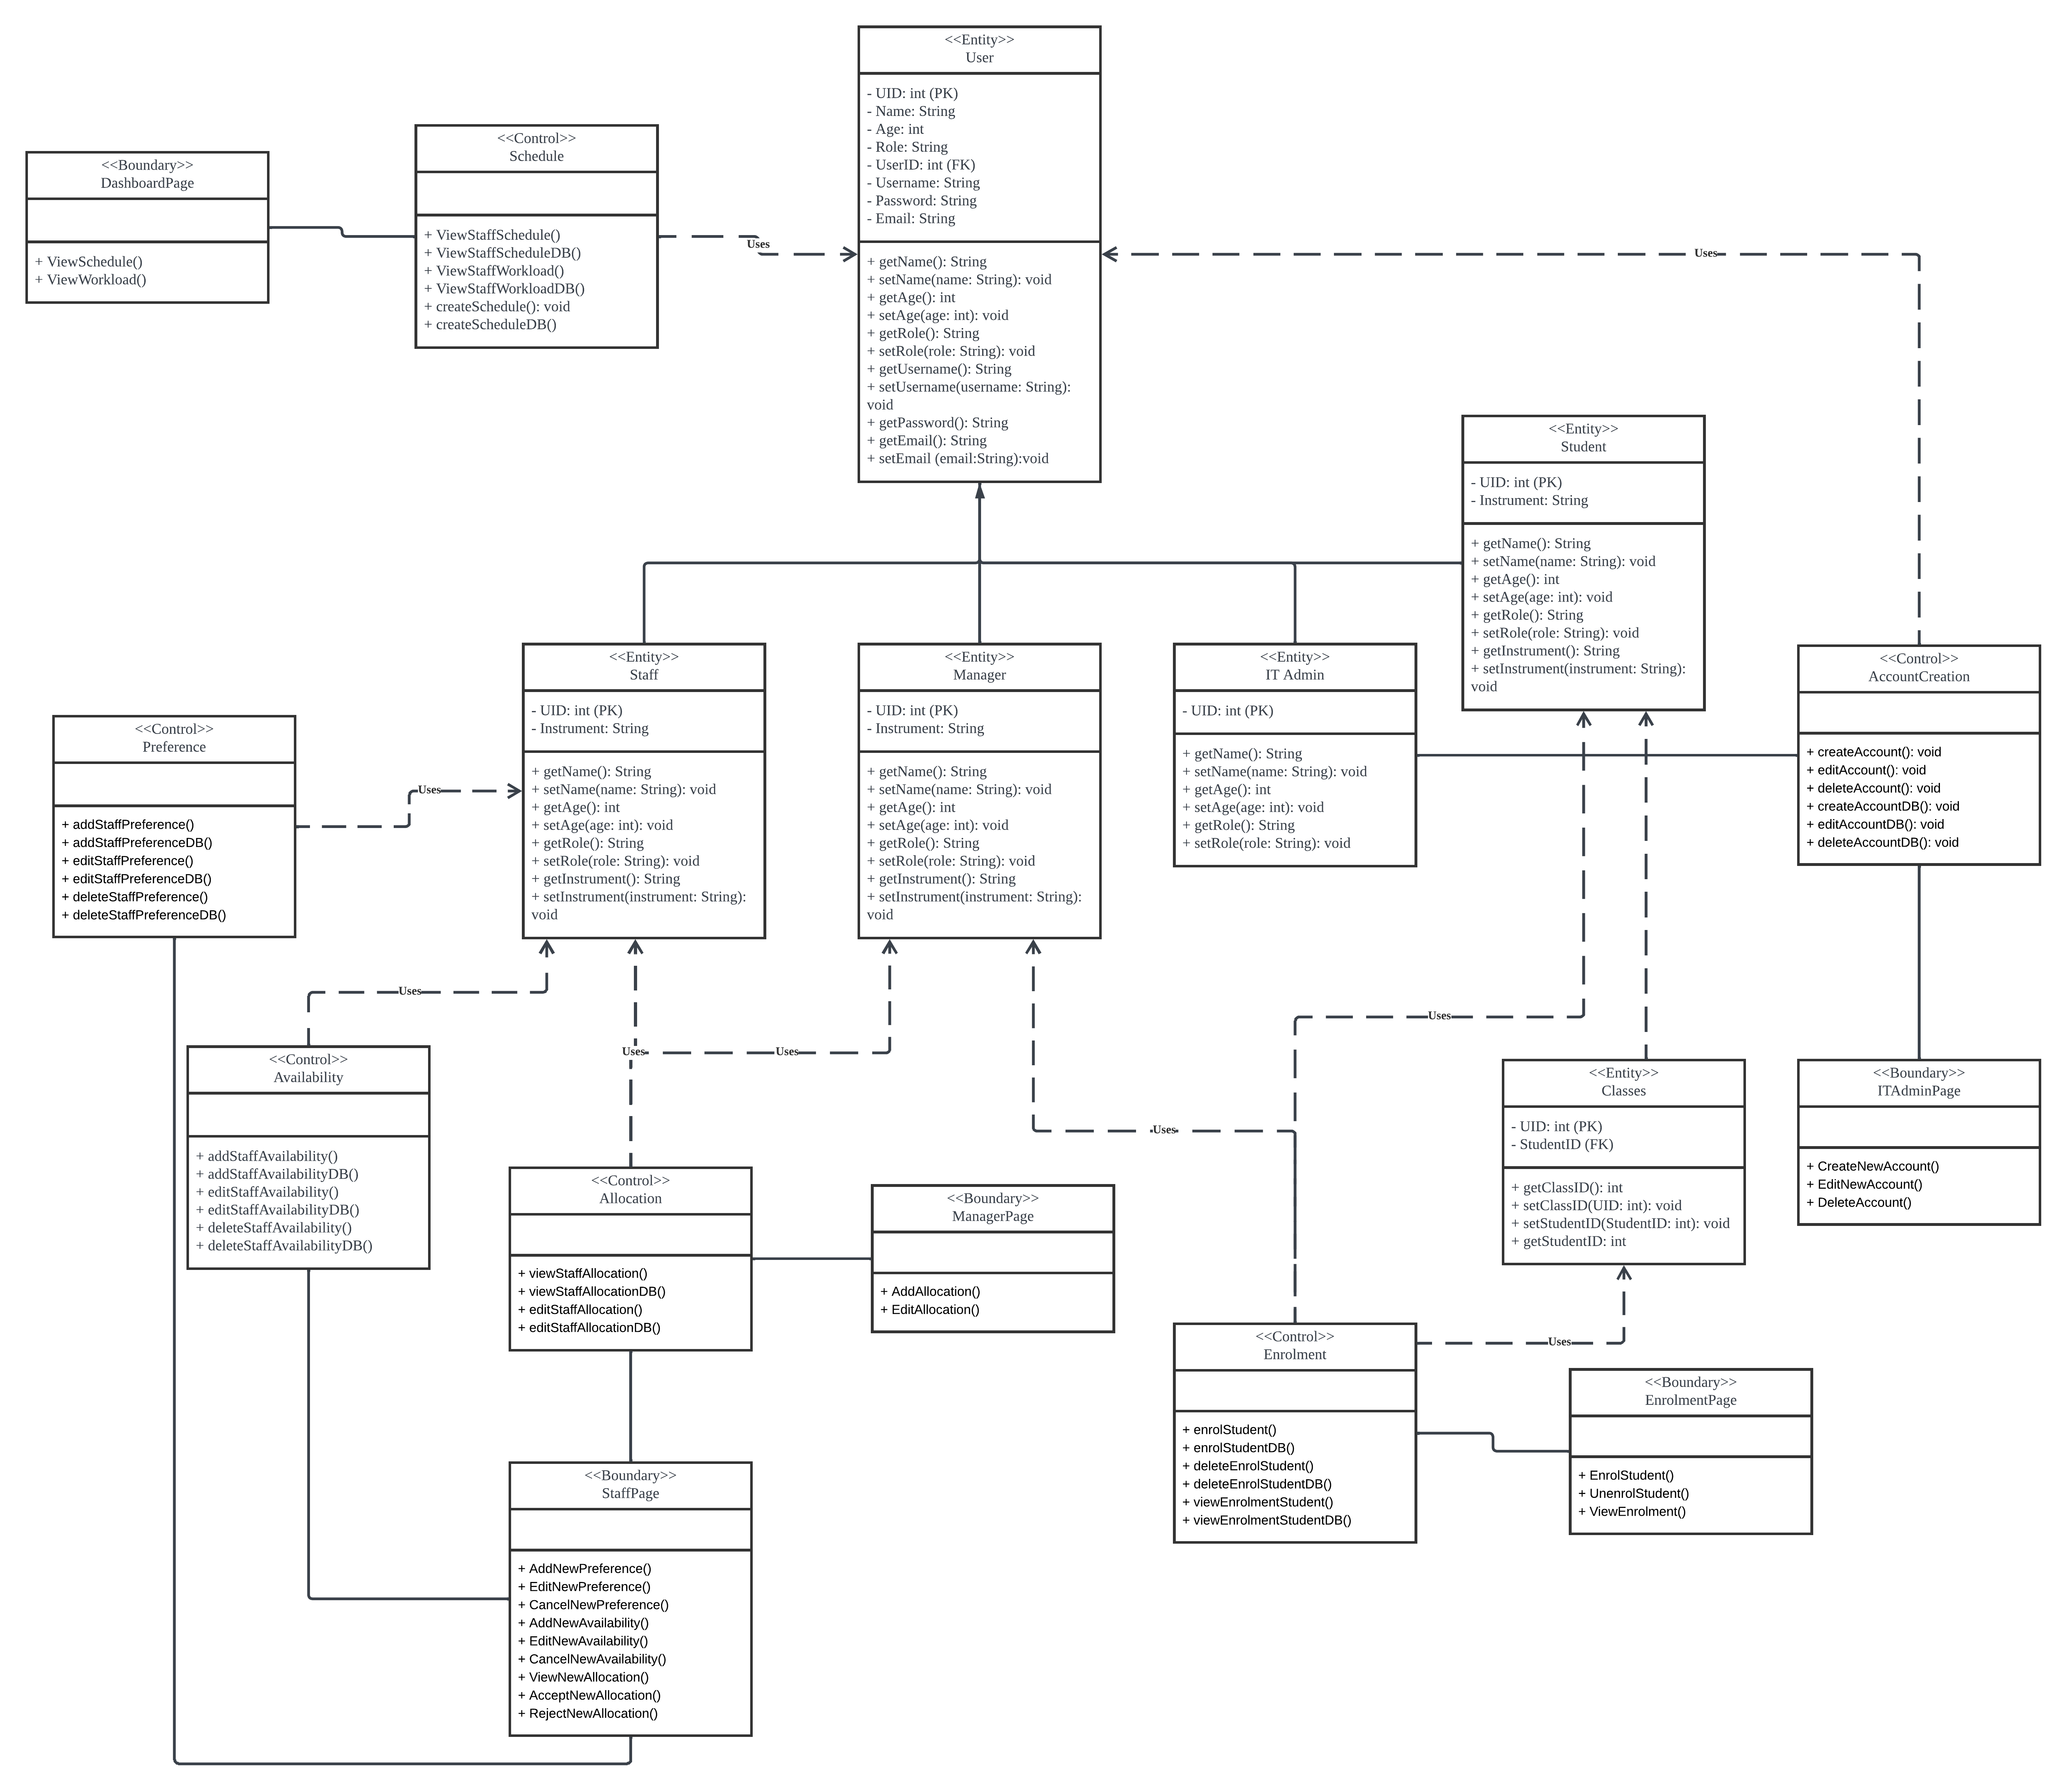 <<Entity>>
User
- UID: int (PK)
- Name: String
- Age: int
- Role: String
- UserID: int (FK)
- Username: String
- Password: String
- Email: String
+ getName(): String
+ setName(name: String): void
+ getAge(): int
+ setAge(age: int): void
+ getRole(): String
+ setRole(role: String): void
+ getUsername(): String
+ setUsername(username: String):
void
+ getPassword(): String
+ getEmail(): String
+ setEmail (email:String):void
<<Control>>
Schedule
+ ViewStaffSchedule()
+ ViewStaffScheduleDB()
+ ViewStaffWorkload()
+ ViewStaffWorkloadDB()
+ createSchedule(): void
+ createScheduleDB()
<<Boundary>>
DashboardPage
+ ViewSchedule()
+ ViewWorkload()
Uses
Uses
<<Entity>>
Student
- UID: int (PK)
- Instrument: String
+ getName(): String
+ setName(name: String): void
+ getAge(): int
+ setAge(age: int): void
+ getRole(): String
+ setRole(role: String): void
+ getInstrument(): String
+ setInstrument(instrument: String):
void
<<Entity>>
Staff
- UID: int (PK)
- Instrument: String
+ getName(): String
+ setName(name: String): void
+ getAge(): int
+ setAge(age: int): void
+ getRole(): String
+ setRole(role: String): void
+ getInstrument(): String
+ setInstrument(instrument: String):
void
<<Entity>>
Manager
- UID: int (PK)
- Instrument: String
+ getName(): String
+ setName(name: String): void
+ getAge(): int
+ setAge(age: int): void
+ getRole(): String
+ setRole(role: String): void
+ getInstrument(): String
+ setInstrument(instrument: String):
void
<<Entity>>
IT Admin
- UID: int (PK)
+ getName(): String
+ setName(name: String): void
+ getAge(): int
+ setAge(age: int): void
+ getRole(): String
+ setRole(role: String): void
<<Control>>
AccountCreation
+ createAccount(): void
+ editAccount(): void
+ deleteAccount(): void
+ createAccountDB(): void
+ editAccountDB(): void
+ deleteAccountDB(): void
<<Control>>
Preference
+ addStaffPreference()
+ addStaffPreferenceDB()
+ editStaffPreference()
+ editStaffPreferenceDB()
+ deleteStaffPreference()
+ deleteStaffPreferenceDB()
Uses
Uses
Uses
Uses
Uses
Uses
<<Control>>
Availability
+ addStaffAvailability()
+ addStaffAvailabilityDB()
+ editStaffAvailability()
+ editStaffAvailabilityDB()
+ deleteStaffAvailability()
+ deleteStaffAvailabilityDB()
<<Entity>>
Classes
- UID: int (PK)
- StudentID (FK)
+ getClassID(): int
+ setClassID(UID: int): void
+ setStudentID(StudentID: int): void
+ getStudentID: int
<<Boundary>>
ITAdminPage
+ CreateNewAccount()
+ EditNewAccount()
+ DeleteAccount()
<<Control>>
Allocation
+ viewStaffAllocation()
+ viewStaffAllocationDB()
+ editStaffAllocation()
+ editStaffAllocationDB()
<<Boundary>>
ManagerPage
+ AddAllocation()
+ EditAllocation()
<<Control>>
Enrolment
+ enrolStudent()
+ enrolStudentDB()
+ deleteEnrolStudent()
+ deleteEnrolStudentDB()
+ viewEnrolmentStudent()
+ viewEnrolmentStudentDB()
Uses
<<Boundary>>
EnrolmentPage
+ EnrolStudent()
+ UnenrolStudent()
+ ViewEnrolment()
<<Boundary>>
StaffPage
+ AddNewPreference()
+ EditNewPreference()
+ CancelNewPreference()
+ AddNewAvailability()
+ EditNewAvailability()
+ CancelNewAvailability()
+ ViewNewAllocation()
+ AcceptNewAllocation()
+ RejectNewAllocation()